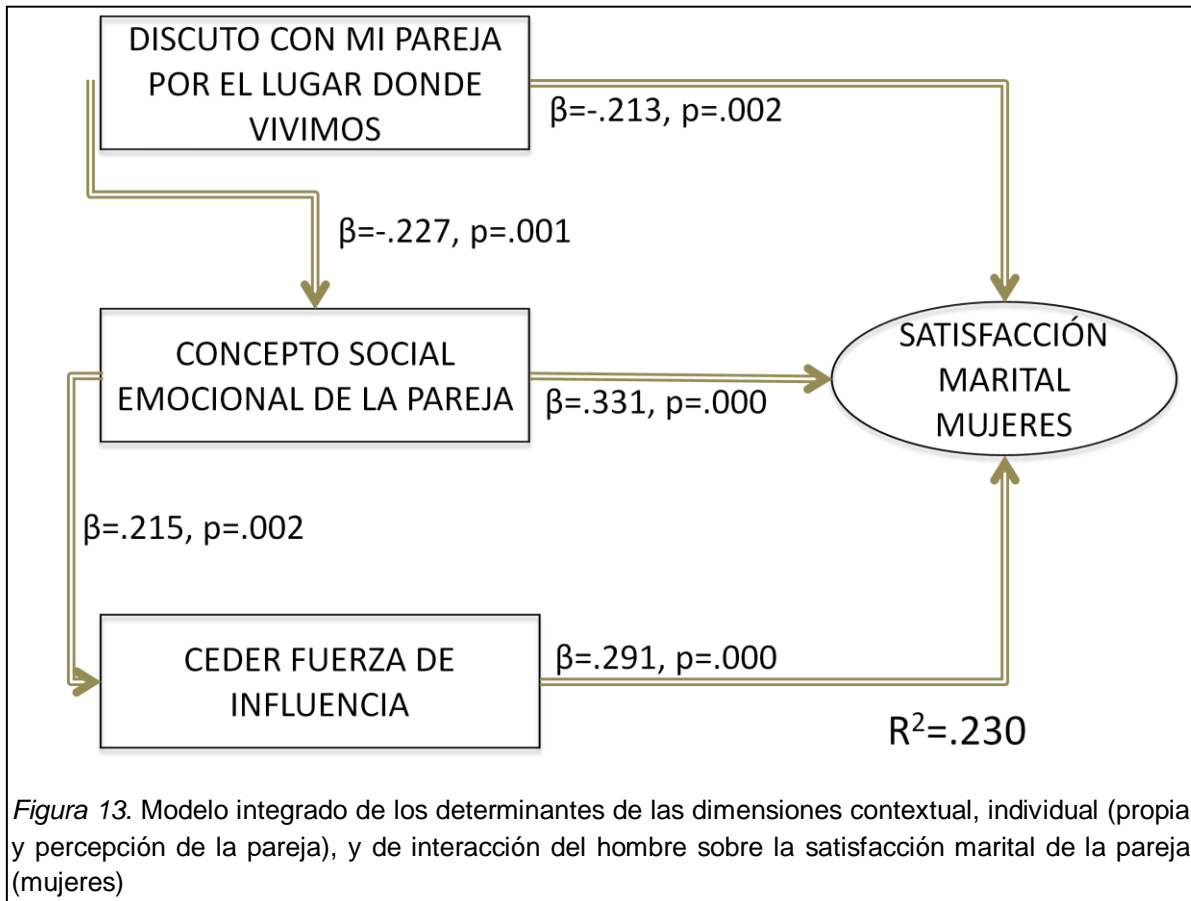 DISCUTO CON MI PAREJA
POR EL LUGAR DONDE
VIVIMOS
β=-.213, p=.002
β=-.227, p=.001
CONCEPTO SOCIAL
EMOCIONAL DE LA PAREJA
β=.331, p=.000
SATISFACCIÓN
MARITAL
MUJERES
β=.215, p=.002
CEDER FUERZA DE
INFLUENCIA
β=.291, p=.000
R²=.230
Figura 13. Modelo integrado de los determinantes de las dimensiones contextual, individual (propia
y percepción de la pareja), y de interacción del hombre sobre la satisfacción marital de la pareja
(mujeres)